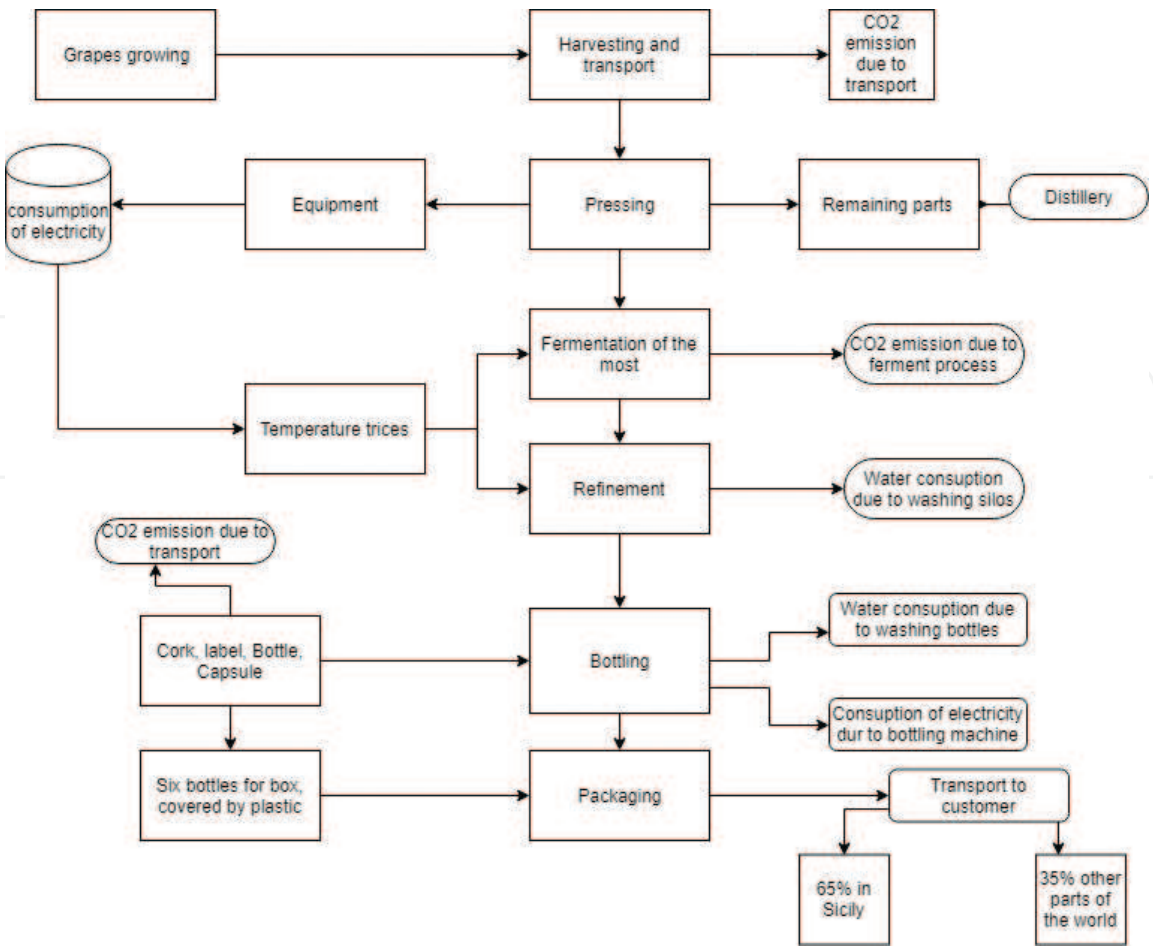 Grapes growing
Harvesting and
transport
CO2
emission
due to
transport
consumption
of electricity
Equipment
Pressing
Remaining parts
Distillery
Fermentation of the
most
CO2 emission due to
ferment process
Temperature trices
Refinement
Water consuption
due to washing silos
CO2 emission due to
transport
Cork, label, Bottle,
Capsule
Bottling
Water consuption due
to washing bottles
Consuption of electricity
dur to bottling machine
Six bottles for box,
covered by plastic
Packaging
Transport to
customer
65% in
Sicily
35% other
parts of
the world